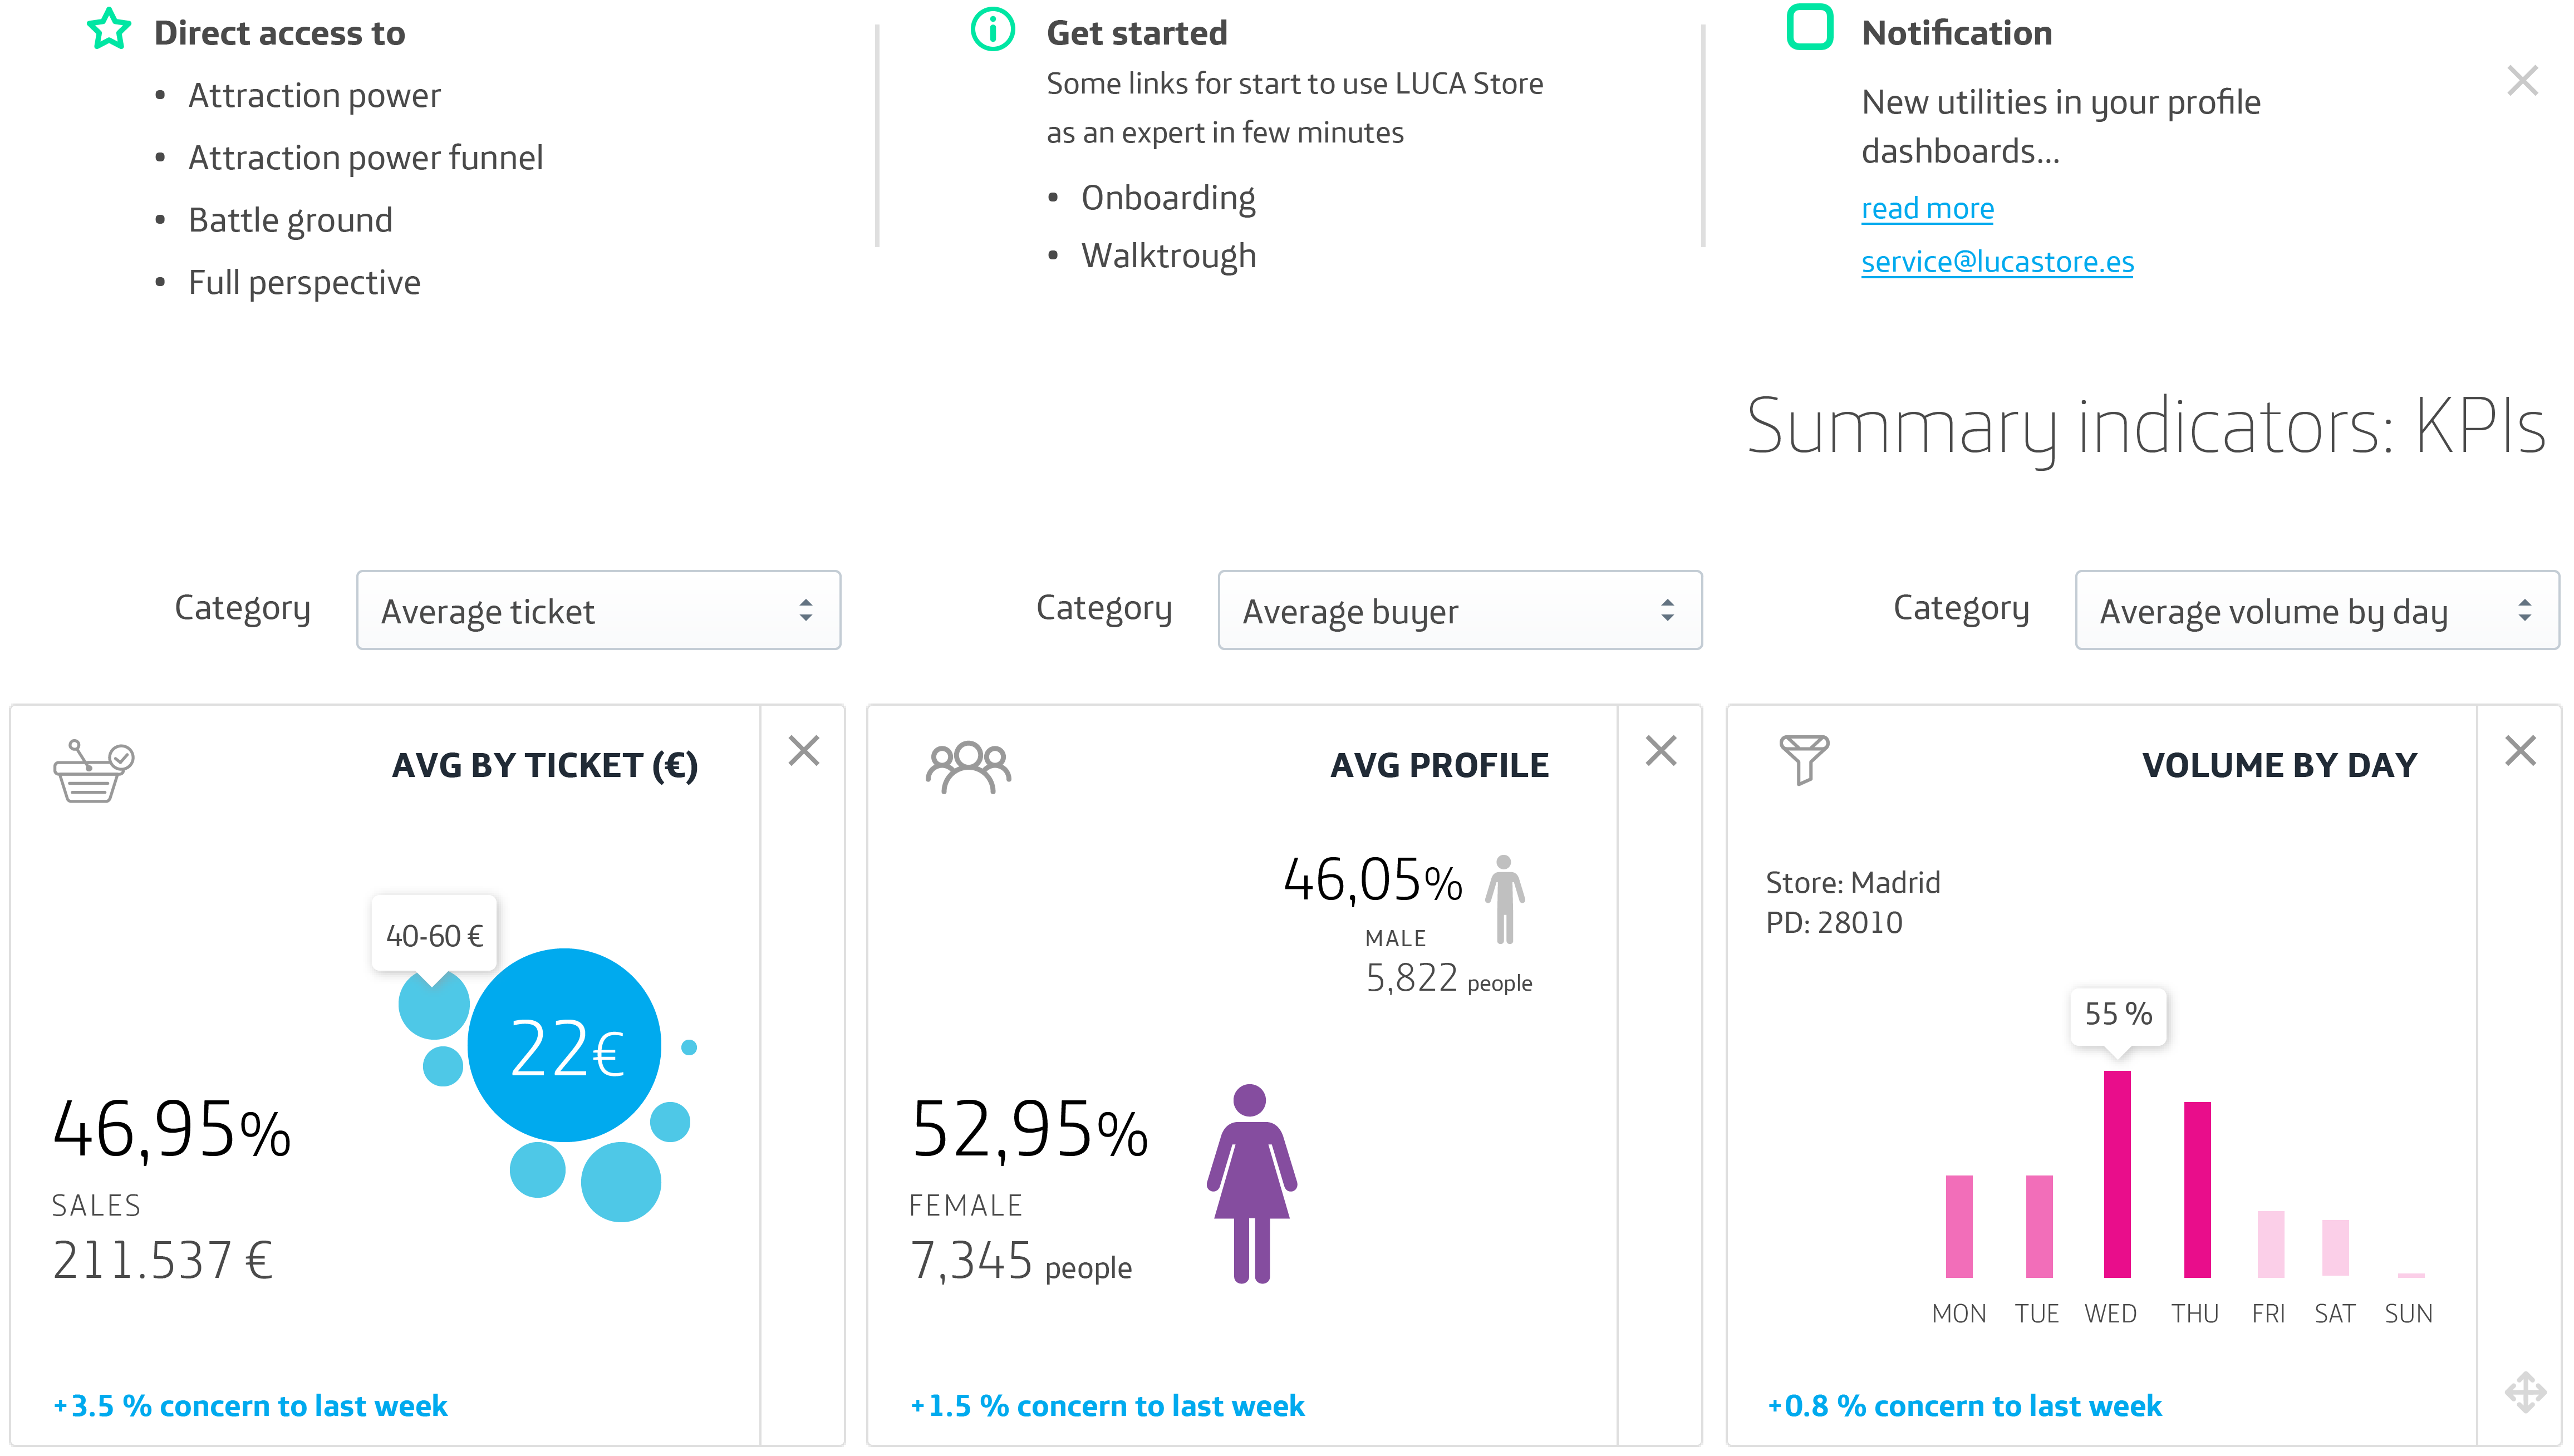 Direct access to
• Attraction power
• Attraction power funnel
• Battle ground
• Full perspective
Get started
Some links for start to use LUCA Store
as an expert in few minutes
• Onboarding
• Walktrough
Notification
New utilities in your profile
dashboards...
read more
service@lucastore.es
Summary indicators: KPIs
Category
Average ticket
Category
Average buyer
Category
Average volume by day
AVG BY TICKET (€)
40-60 €
22€
46,95%
SALES
211.537 €
+3.5 % concern to last week
AVG PROFILE
46,05%
MALE
5,822 people
52,95%
FEMALE
7,345 people
+1.5 % concern to last week
VOLUME BY DAY
Store: Madrid
PD: 28010
55 %
MON TUE WED THU FRI SAT SUN
+0.8 % concern to last week